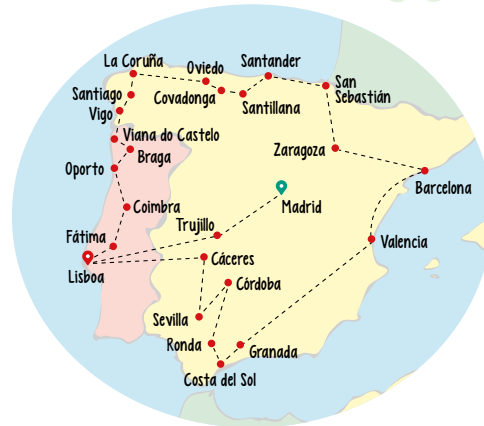 La Coruña
Oviedo
Santander
Santiago
Covadonga
Santillana
San
Sebastián
Vigo
Viana do Castelo
Braga
Zaragoza
Oporto
Barcelona
Coimbra
Madrid
Trujillo
Fátima
Valencia
Lisboa
Cáceres
Córdoba
Sevilla
Ronda
Granada
Costa del Sol